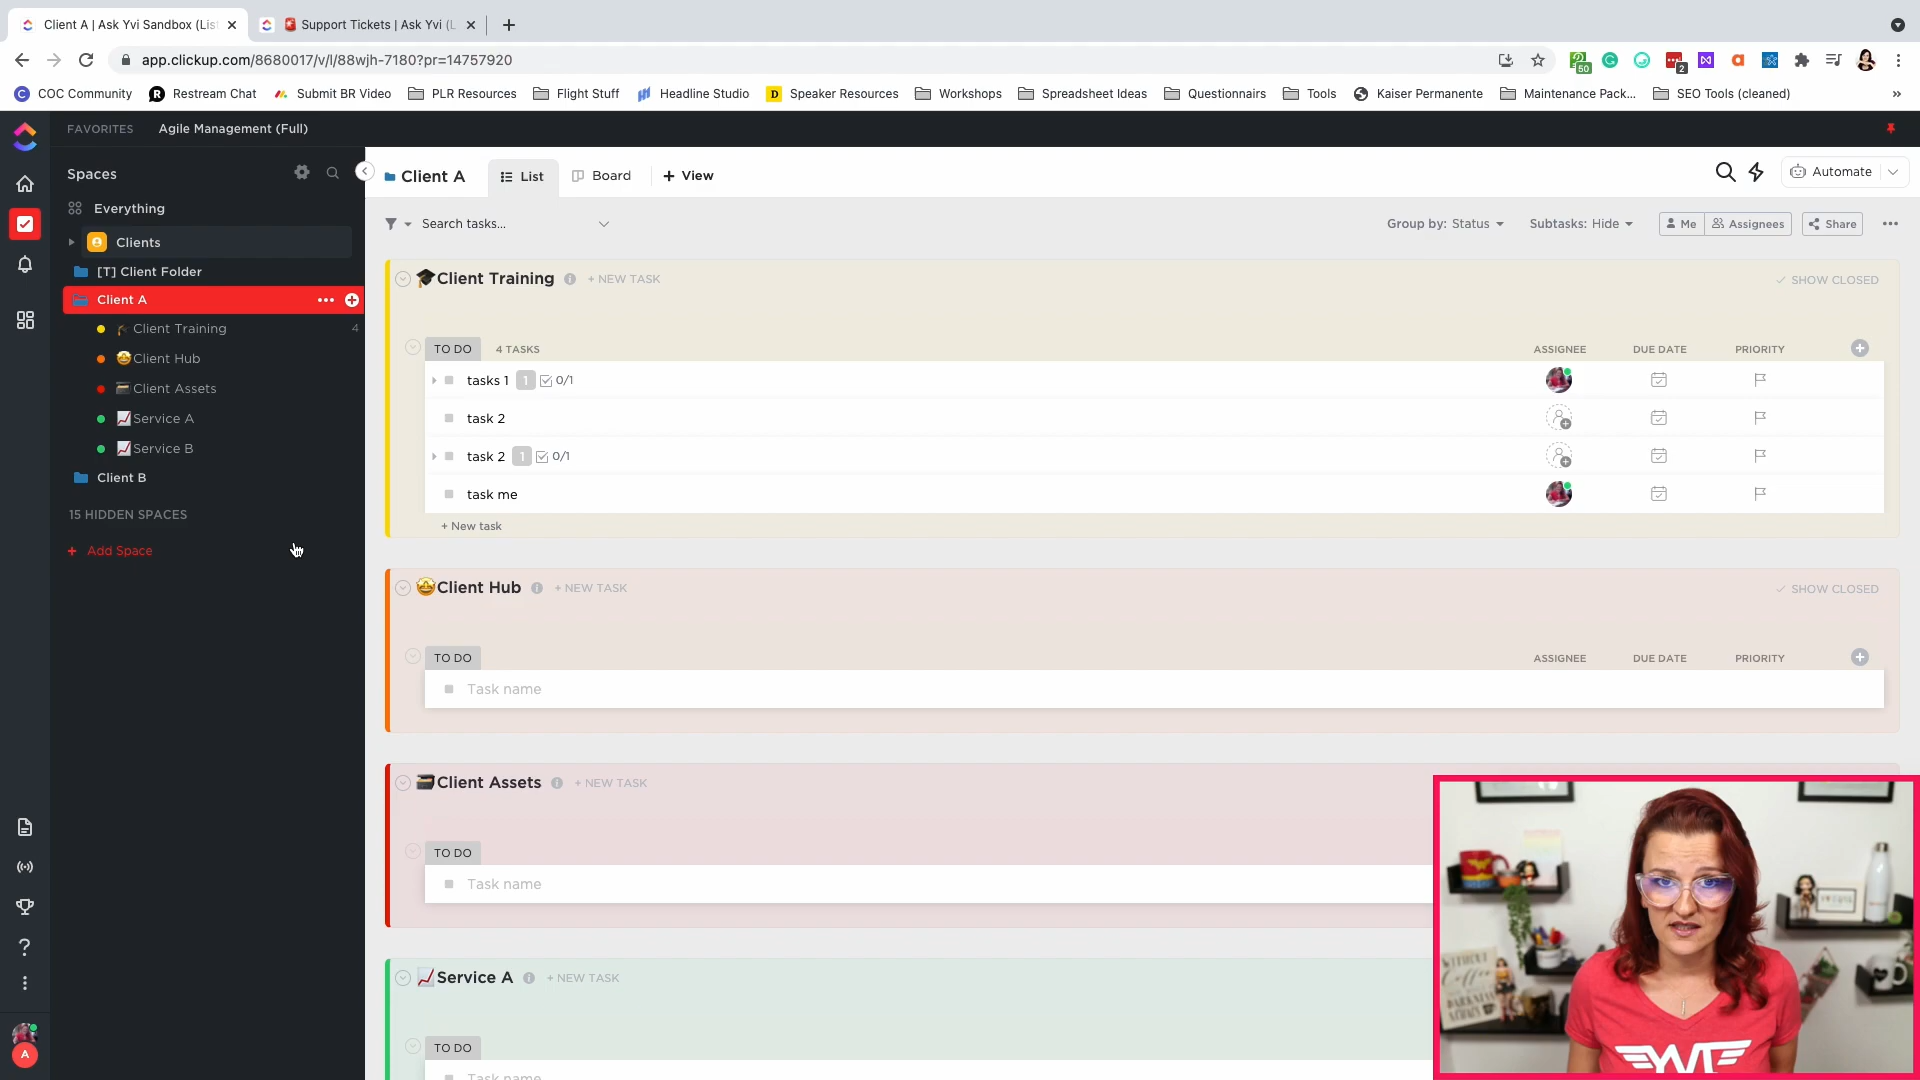 Client A | Ask Yvi Sandbox (Lis
Support Tickets | Ask Yvi (L
app.clickup.com/8680017/v/l/88wjh-7180?pr=14757920
50
2
COC Community
Restream Chat
Submit BR Video
PLR Resources
Flight Stuff
Headline Studio
Speaker Resources
Workshops
Spreadsheet Ideas
Questionnairs
Tools
Kaiser Permanente
Maintenance Pack...
SEO Tools (cleaned)
FAVORITES
Agile Management (Full)
Spaces
Everything
Clients
[T] Client Folder
Client A
Client Training 4
Client Hub
Client Assets
Service A
Service B
Client B
15 HIDDEN SPACES
+ Add Space
A
Client A
List
Board
+ View
Automate
Search tasks...
Group by: Status
Subtasks: Hide
Me
Assignees
Share
Client Training + NEW TASK
SHOW CLOSED
TO DO 4 TASKS ASSIGNEE DUE DATE PRIORITY
tasks 1 1 0/1
task 2
task 2 1 0/1
task me
+ New task
Client Hub + NEW TASK
SHOW CLOSED
TO DO ASSIGNEE DUE DATE PRIORITY
Task name
Client Assets + NEW TASK
TO DO
Task name
Service A + NEW TASK
TO DO
Task name
WITHOUT
Coffee
DARKNESS